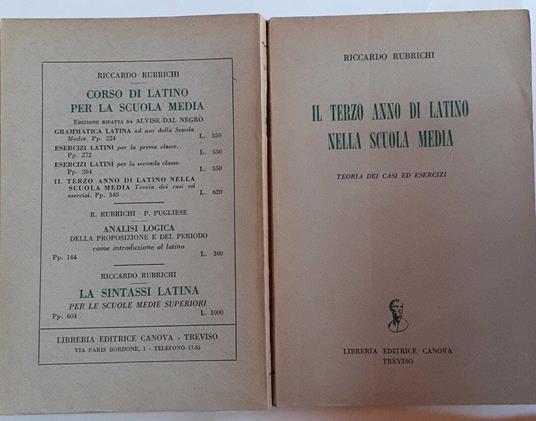 RICCARDO RUBRICHI
CORSO DI LATINO
PER LA SCUOLA MEDIA
EDIZIONE RIFATTA DA ALVISE DAL NEGRO
GRAMMATICA LATINA ad uso della Scuola
Media. Pp. 224 L. 550
ESERCIZI LATINI per la prima classe.
Pp. 272 L. 550
ESERCIZI LATINI per la seconda classe.
Pp. 264 L. 550
IL TERZO ANNO DI LATINO NELLA
SCUOLA MEDIA Teoria dei casi ed
esercizi. Pp. 340 L. 620
R. RUBRICHI - P. PUGLIESE
ANALISI LOGICA
DELLA PROPOSIZIONE E DEL PERIODO
come introduzione al latino
Pp. 144 L. 300
RICCARDO RUBRICHI
LA SINTASSI LATINA
PER LE SCUOLE MEDIE SUPERIORI
Pp. 604 L. 1000
LIBRERIA EDITRICE CANOVA - TREVISO
VIA PARIS BORDONE, 1 - TELEFONO 17-55
RICCARDO RUBRICHI
IL TERZO ANNO DI LATINO
NELLA SCUOLA MEDIA
TEORIA DEI CASI ED ESERCIZI
LIBRERIA EDITRICE CANOVA
TREVISO